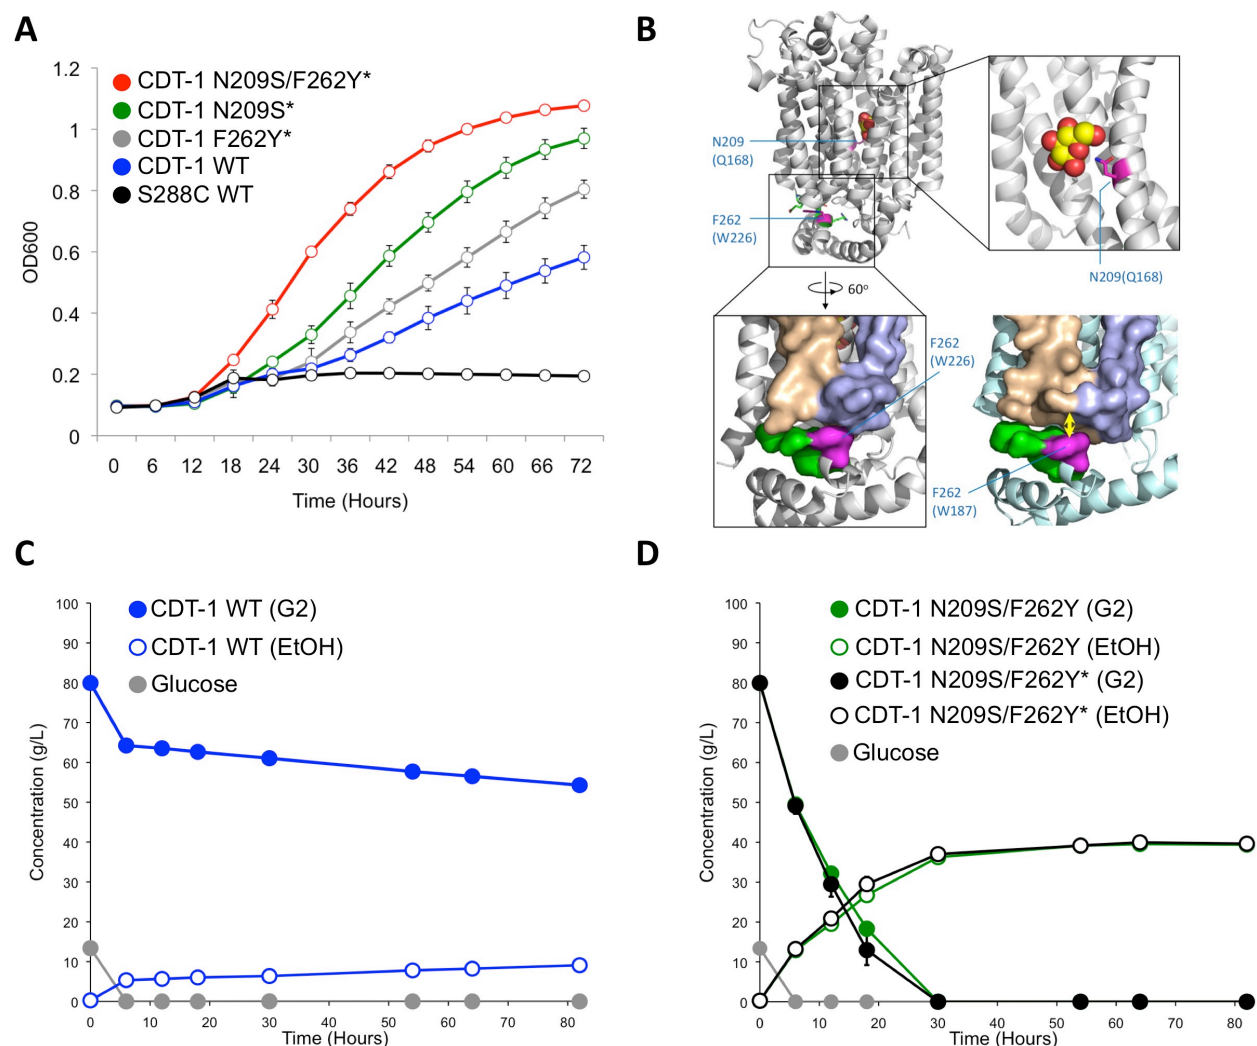 A
1.2
1
0.8
0.6
0.4
0.2
0
OD600
CDT-1 N209S/F262Y*
CDT-1 N209S*
CDT-1 F262Y*
CDT-1 WT
S288C WT
0 6 12 18 24 30 36 42 48 54 60 66 72
Time (Hours)
B
N209
(Q168)
F262
(W226)
N209(Q168)
60°
F262
(W226)
F262
(W187)
C
100
90
80
70
60
50
40
30
20
10
0
Concentration (g/L)
CDT-1 WT (G2)
CDT-1 WT (EtOH)
Glucose
0 10 20 30 40 50 60 70 80
Time (Hours)
D
100
90
80
70
60
50
40
30
20
10
0
Concentration (g/L)
CDT-1 N209S/F262Y (G2)
CDT-1 N209S/F262Y (EtOH)
CDT-1 N209S/F262Y* (G2)
CDT-1 N209S/F262Y* (EtOH)
Glucose
0 10 20 30 40 50 60 70 80
Time (Hours)